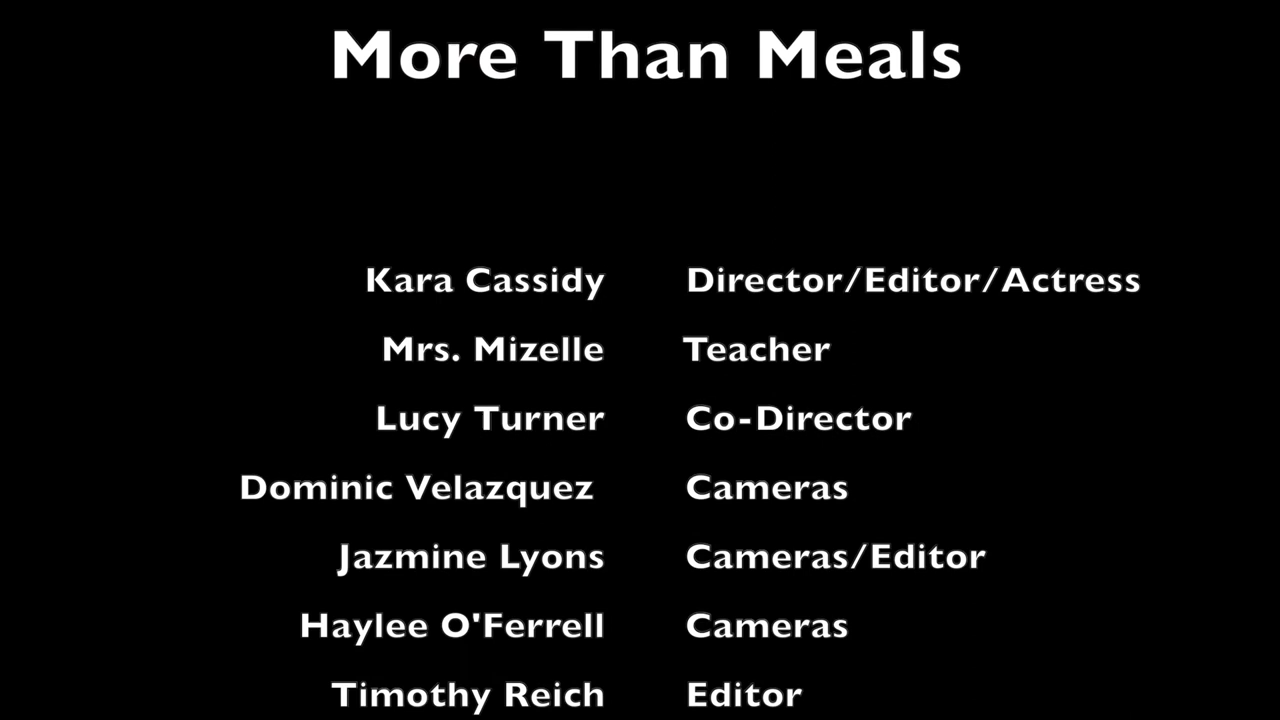 More Than Meals
Kara Cassidy Director/Editor/Actress
Mrs. Mizelle Teacher
Lucy Turner Co-Director
Dominic Velazquez Cameras
Jazmine Lyons Cameras/Editor
Haylee O'Ferrell Cameras
Timothy Reich Editor